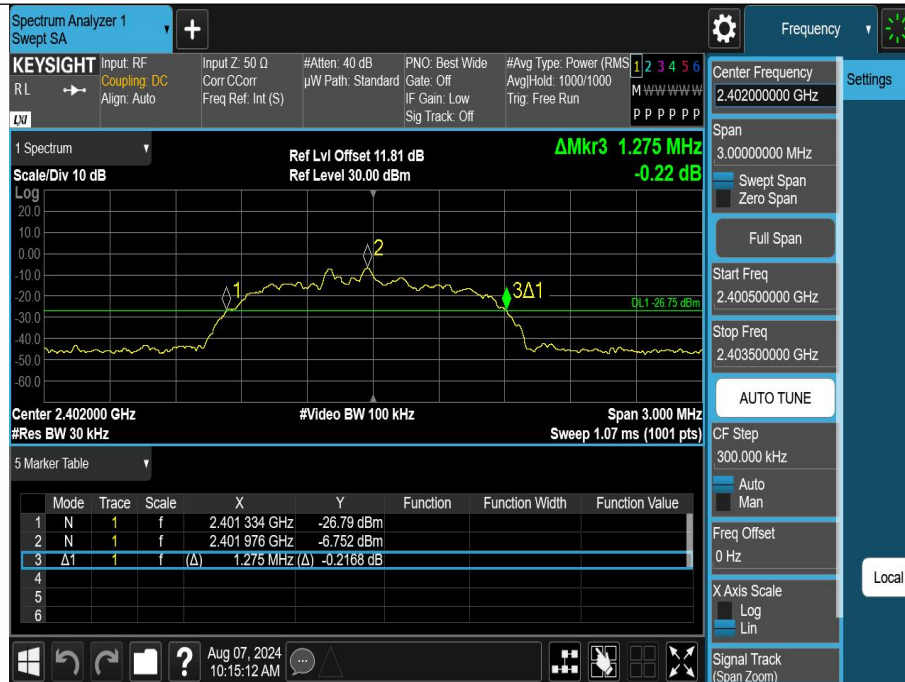 Spectrum Analyzer 1
Swept SA
+
Frequency
KEYSIGHT
RL
LXI
Input: RF
Coupling: DC
Align: Auto
Input Z: 50 Ω
Corr CCorr
Freq Ref: Int (S)
#Atten: 40 dB
µW Path: Standard
PNO: Best Wide
Gate: Off
IF Gain: Low
Sig Track: Off
#Avg Type: Power (RMS
Avg|Hold: 1000/1000
Trig: Free Run
1 2 3 4 5 6
M W W W W W
P P P P P P
1 Spectrum
Scale/Div 10 dB
Ref Lvl Offset 11.81 dB
Ref Level 30.00 dBm
ΔMkr3 1.275 MHz
-0.22 dB
Log
20.0
10.0
0.00
-10.0
-20.0
-30.0
-40.0
-50.0
-60.0
1
2
3Δ1
DL1 -26.75 dBm
Center 2.402000 GHz
#Video BW 100 kHz
Span 3.000 MHz
#Res BW 30 kHz
Sweep 1.07 ms (1001 pts)
5 Marker Table
Mode Trace Scale X Y Function Function Width Function Value
1 N 1 f 2.401 334 GHz -26.79 dBm
2 N 1 f 2.401 976 GHz -6.752 dBm
3 Δ1 1 f (Δ) 1.275 MHz (Δ) -0.2168 dB
4
5
6
?
Aug 07, 2024
10:15:12 AM
Center Frequency
2.402000000 GHz
Settings
Span
3.00000000 MHz
Swept Span
Zero Span
Full Span
Start Freq
2.400500000 GHz
Stop Freq
2.403500000 GHz
AUTO TUNE
CF Step
300.000 kHz
Auto
Man
Freq Offset
0 Hz
Local
X Axis Scale
Log
Lin
Signal Track
(Span Zoom)